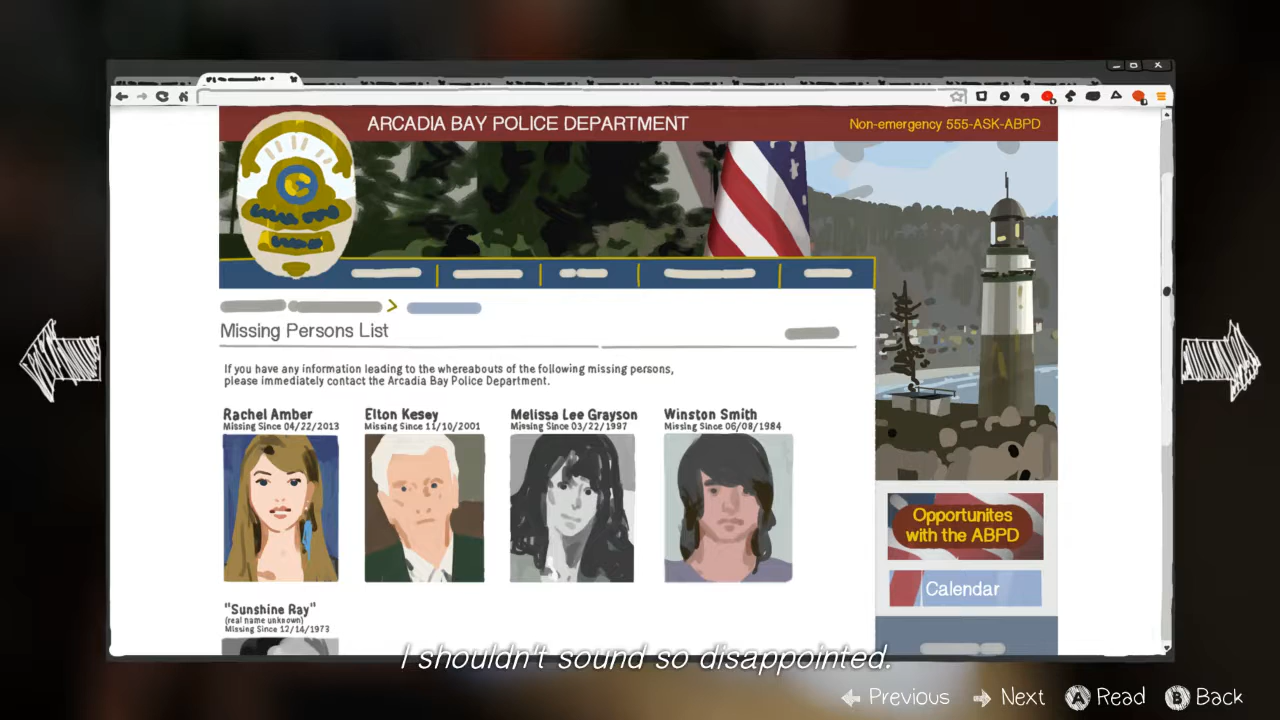 ARCADIA BAY POLICE DEPARTMENT
Non-emergency 555-ASK-ABPD
Missing Persons List
If you have any information leading to the whereabouts of the following missing persons,
please immediately contact the Arcadia Bay Police Department.
Rachel Amber
Missing Since 04/22/2013
Elton Kesey
Missing Since 11/10/2001
Melissa Lee Grayson
Missing Since 03/22/1997
Winston Smith
Missing Since 06/08/1984
"Sunshine Ray"
(real name unknown)
Missing Since 12/14/1973
Opportunites
with the ABPD
Calendar
I shouldn't sound so disappointed.
Previous
Next
A Read
B Back